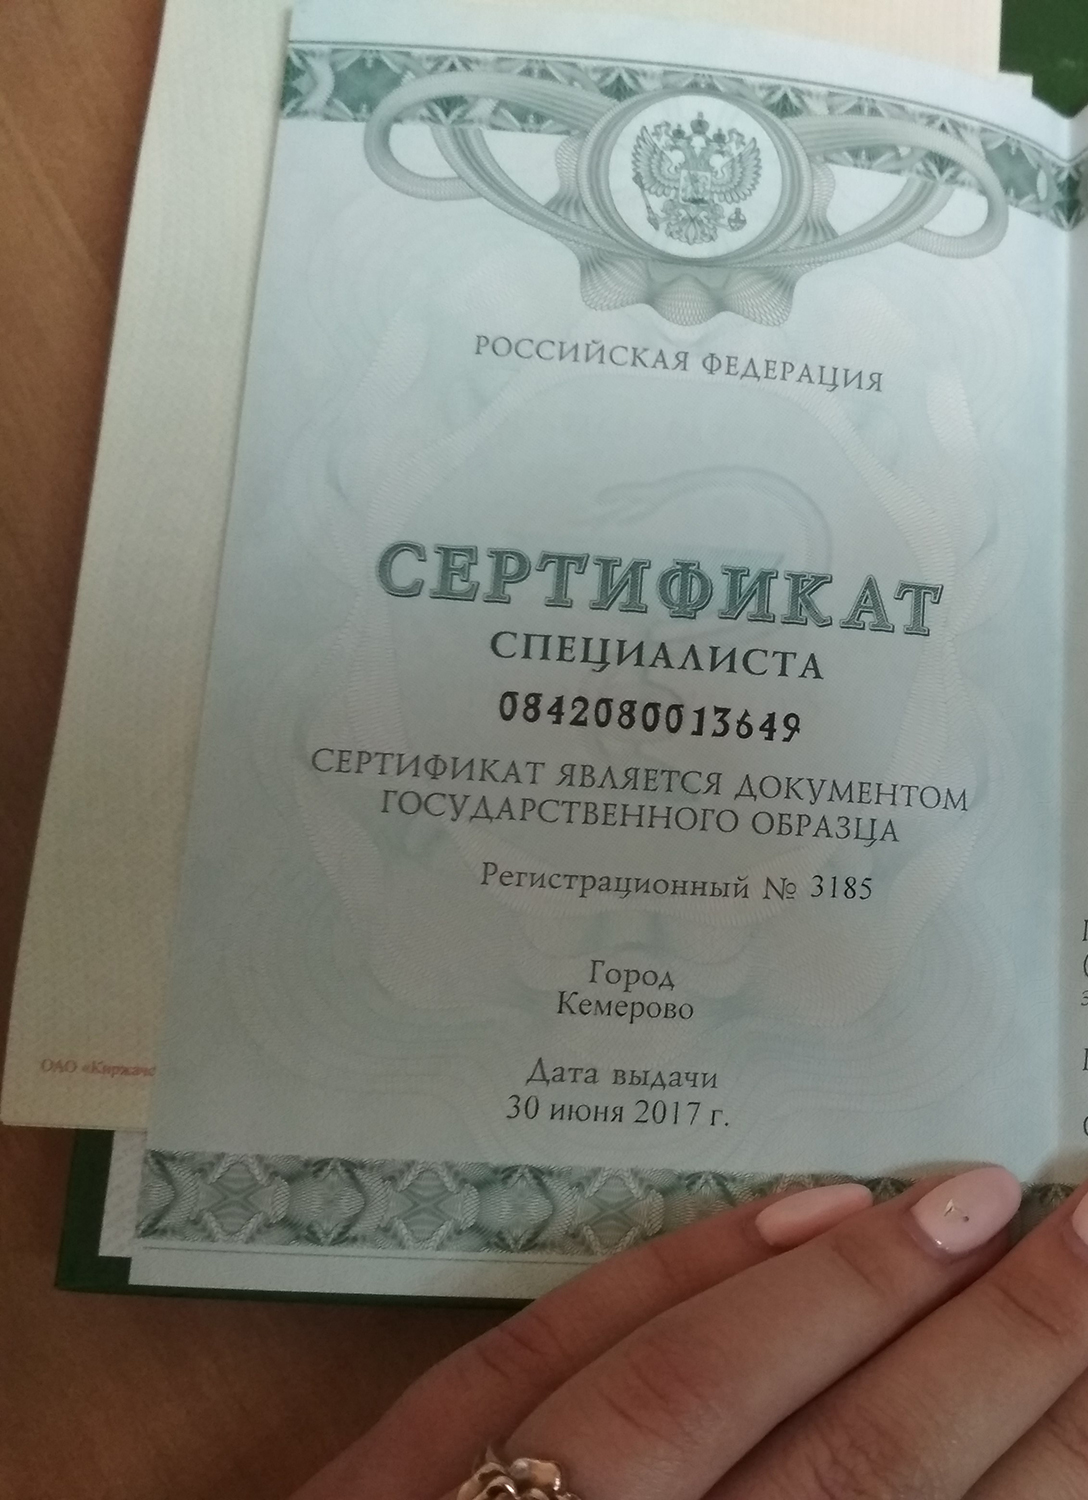 РОССИЙСКАЯ ФЕДЕРАЦИЯ
СЕРТИФИКАТ
СПЕЦИАЛИСТА
0842080013649
СЕРТИФИКАТ ЯВЛЯЕТСЯ ДОКУМЕНТОМ
ГОСУДАРСТВЕННОГО ОБРАЗЦА
Регистрационный № 3185
Город
Кемерово
Дата выдачи
30 июня 2017 г.
ОАО